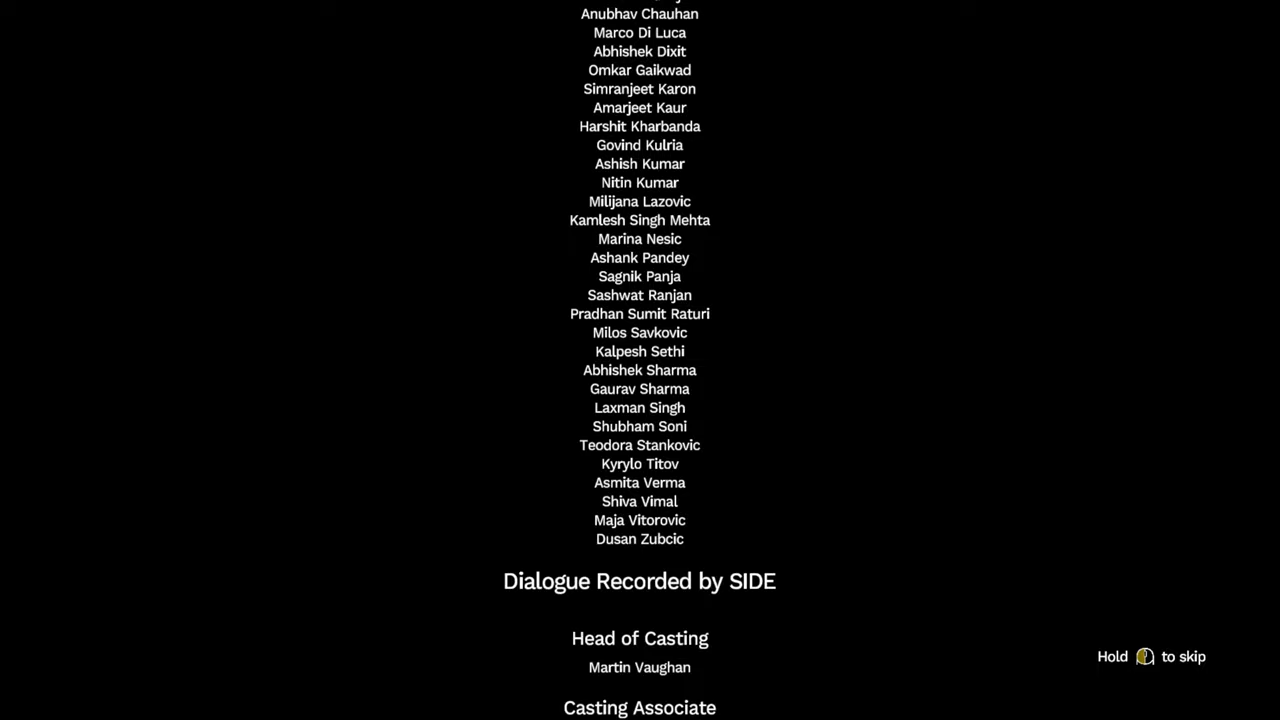 Anubhav Chauhan
Marco Di Luca
Abhishek Dixit
Omkar Gaikwad
Simranjeet Karon
Amarjeet Kaur
Harshit Kharbanda
Govind Kulria
Ashish Kumar
Nitin Kumar
Milijana Lazovic
Kamlesh Singh Mehta
Marina Nesic
Ashank Pandey
Sagnik Panja
Sashwat Ranjan
Pradhan Sumit Raturi
Milos Savkovic
Kalpesh Sethi
Abhishek Sharma
Gaurav Sharma
Laxman Singh
Shubham Soni
Teodora Stankovic
Kyrylo Titov
Asmita Verma
Shiva Vimal
Maja Vitorovic
Dusan Zubcic
Dialogue Recorded by SIDE
Head of Casting
Martin Vaughan
Hold to skip
Casting Associate